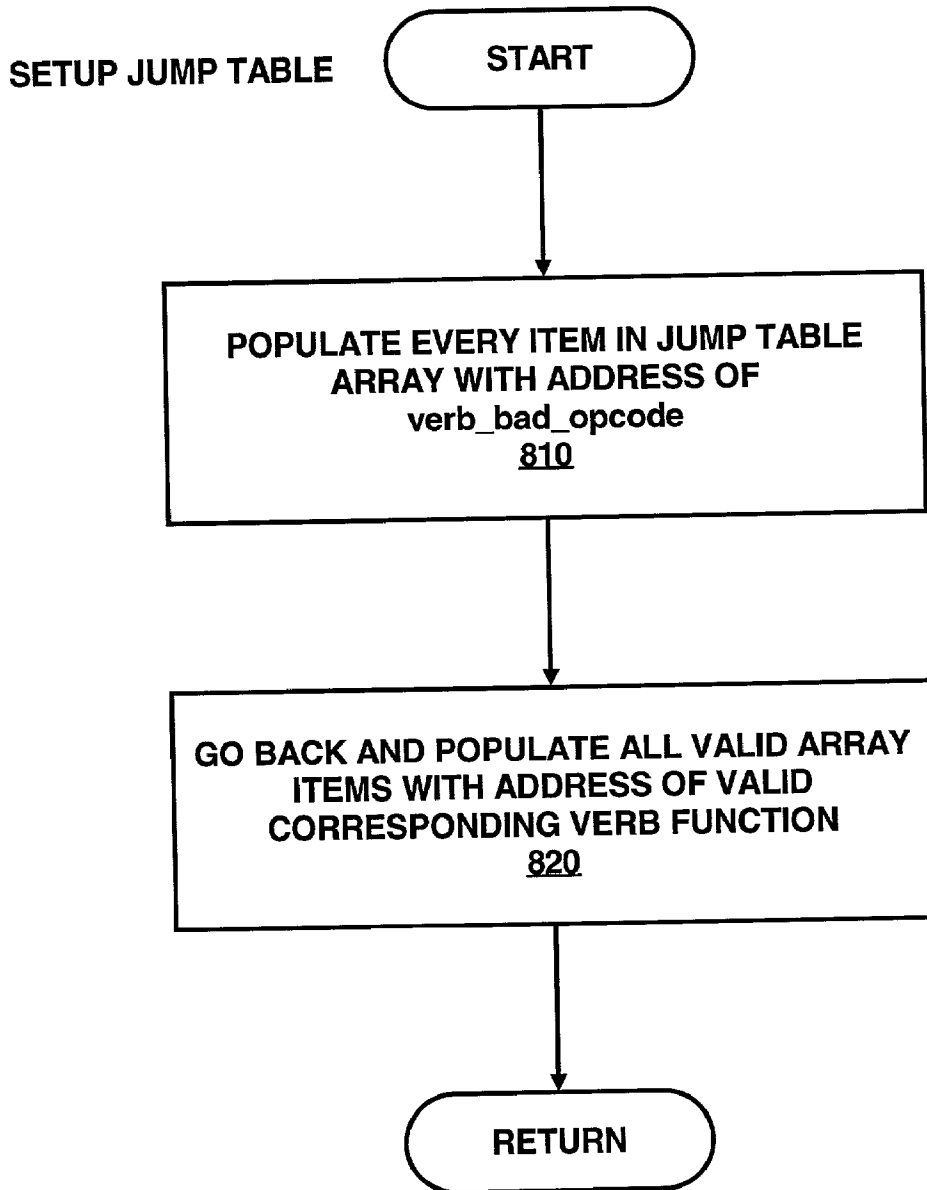 SETUP JUMP TABLE
START
POPULATE EVERY ITEM IN JUMP TABLE
ARRAY WITH ADDRESS OF
verb_bad_opcode
810
GO BACK AND POPULATE ALL VALID ARRAY
ITEMS WITH ADDRESS OF VALID
CORRESPONDING VERB FUNCTION
820
RETURN